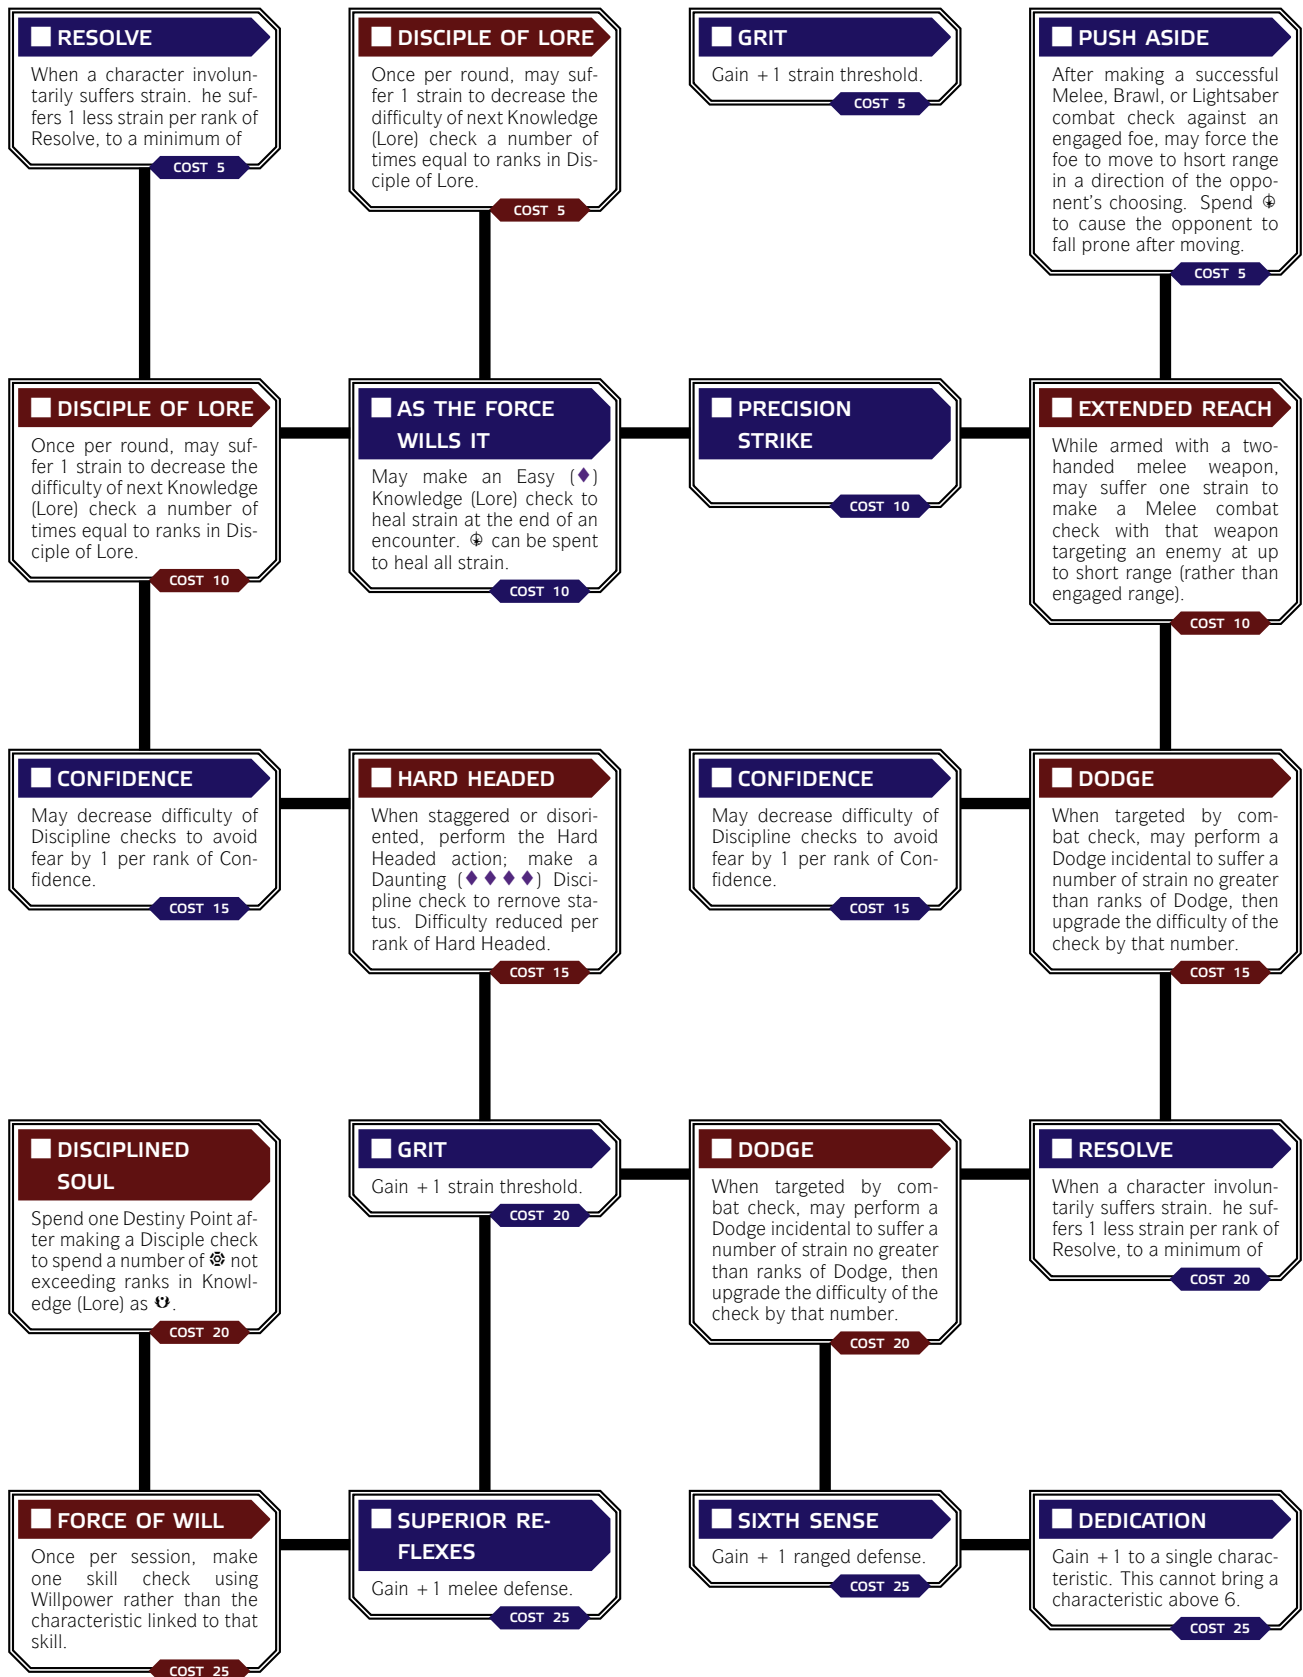 RESOLVE
When a character involun-
tarily suffers strain. he suf-
fers 1 less strain per rank of
Resolve, to a minimum of
COST 5
DISCIPLE OF LORE
Once per round, may suf-
fer 1 strain to decrease the
difficulty of next Knowledge
(Lore) check a number of
times equal to ranks in Dis-
ciple of Lore.
COST 5
GRIT
Gain +1 strain threshold.
COST 5
PUSH ASIDE
After making a successful
Melee, Brawl, or Lightsaber
combat check against an
engaged foe, may force the
foe to move to hsort range
in a direction of the oppo-
nent's choosing. Spend
to cause the opponent to
fall prone after moving.
COST 5
DISCIPLE OF LORE
Once per round, may suf-
fer 1 strain to decrease the
difficulty of next Knowledge
(Lore) check a number of
times equal to ranks in Dis-
ciple of Lore.
COST 10
AS THE FORCE
WILLS IT
May make an Easy (♦)
Knowledge (Lore) check to
heal strain at the end of an
encounter. can be spent
to heal all strain.
COST 10
PRECISION
STRIKE
COST 10
EXTENDED REACH
While armed with a two-
handed melee weapon,
may suffer one strain to
make a Melee combat
check with that weapon
targeting an enemy at up
to short range (rather than
engaged range).
COST 10
CONFIDENCE
May decrease difficulty of
Discipline checks to avoid
fear by 1 per rank of Con-
fidence.
COST 15
HARD HEADED
When staggered or disori-
ented, perform the Hard
Headed action; make a
Daunting (♦ ♦ ♦ ♦) Disci-
pline check to rernove sta-
tus. Difficulty reduced per
rank of Hard Headed.
COST 15
CONFIDENCE
May decrease difficulty of
Discipline checks to avoid
fear by 1 per rank of Con-
fidence.
COST 15
DODGE
When targeted by com-
bat check, may perform a
Dodge incidental to suffer a
number of strain no greater
than ranks of Dodge, then
upgrade the difficulty of the
check by that number.
COST 15
DISCIPLINED
SOUL
Spend one Destiny Point af-
ter making a Disciple check
to spend a number of not
exceeding ranks in Knowl-
edge (Lore) as .
COST 20
GRIT
Gain +1 strain threshold.
COST 20
DODGE
When targeted by com-
bat check, may perform a
Dodge incidental to suffer a
number of strain no greater
than ranks of Dodge, then
upgrade the difficulty of the
check by that number.
COST 20
RESOLVE
When a character involun-
tarily suffers strain. he suf-
fers 1 less strain per rank of
Resolve, to a minimum of
COST 20
FORCE OF WILL
Once per session, make
one skill check using
Willpower rather than the
characteristic linked to that
skill.
COST 25
SUPERIOR RE-
FLEXES
Gain +1 melee defense.
COST 25
SIXTH SENSE
Gain + 1 ranged defense.
COST 25
DEDICATION
Gain +1 to a single charac-
teristic. This cannot bring a
characteristic above 6.
COST 25